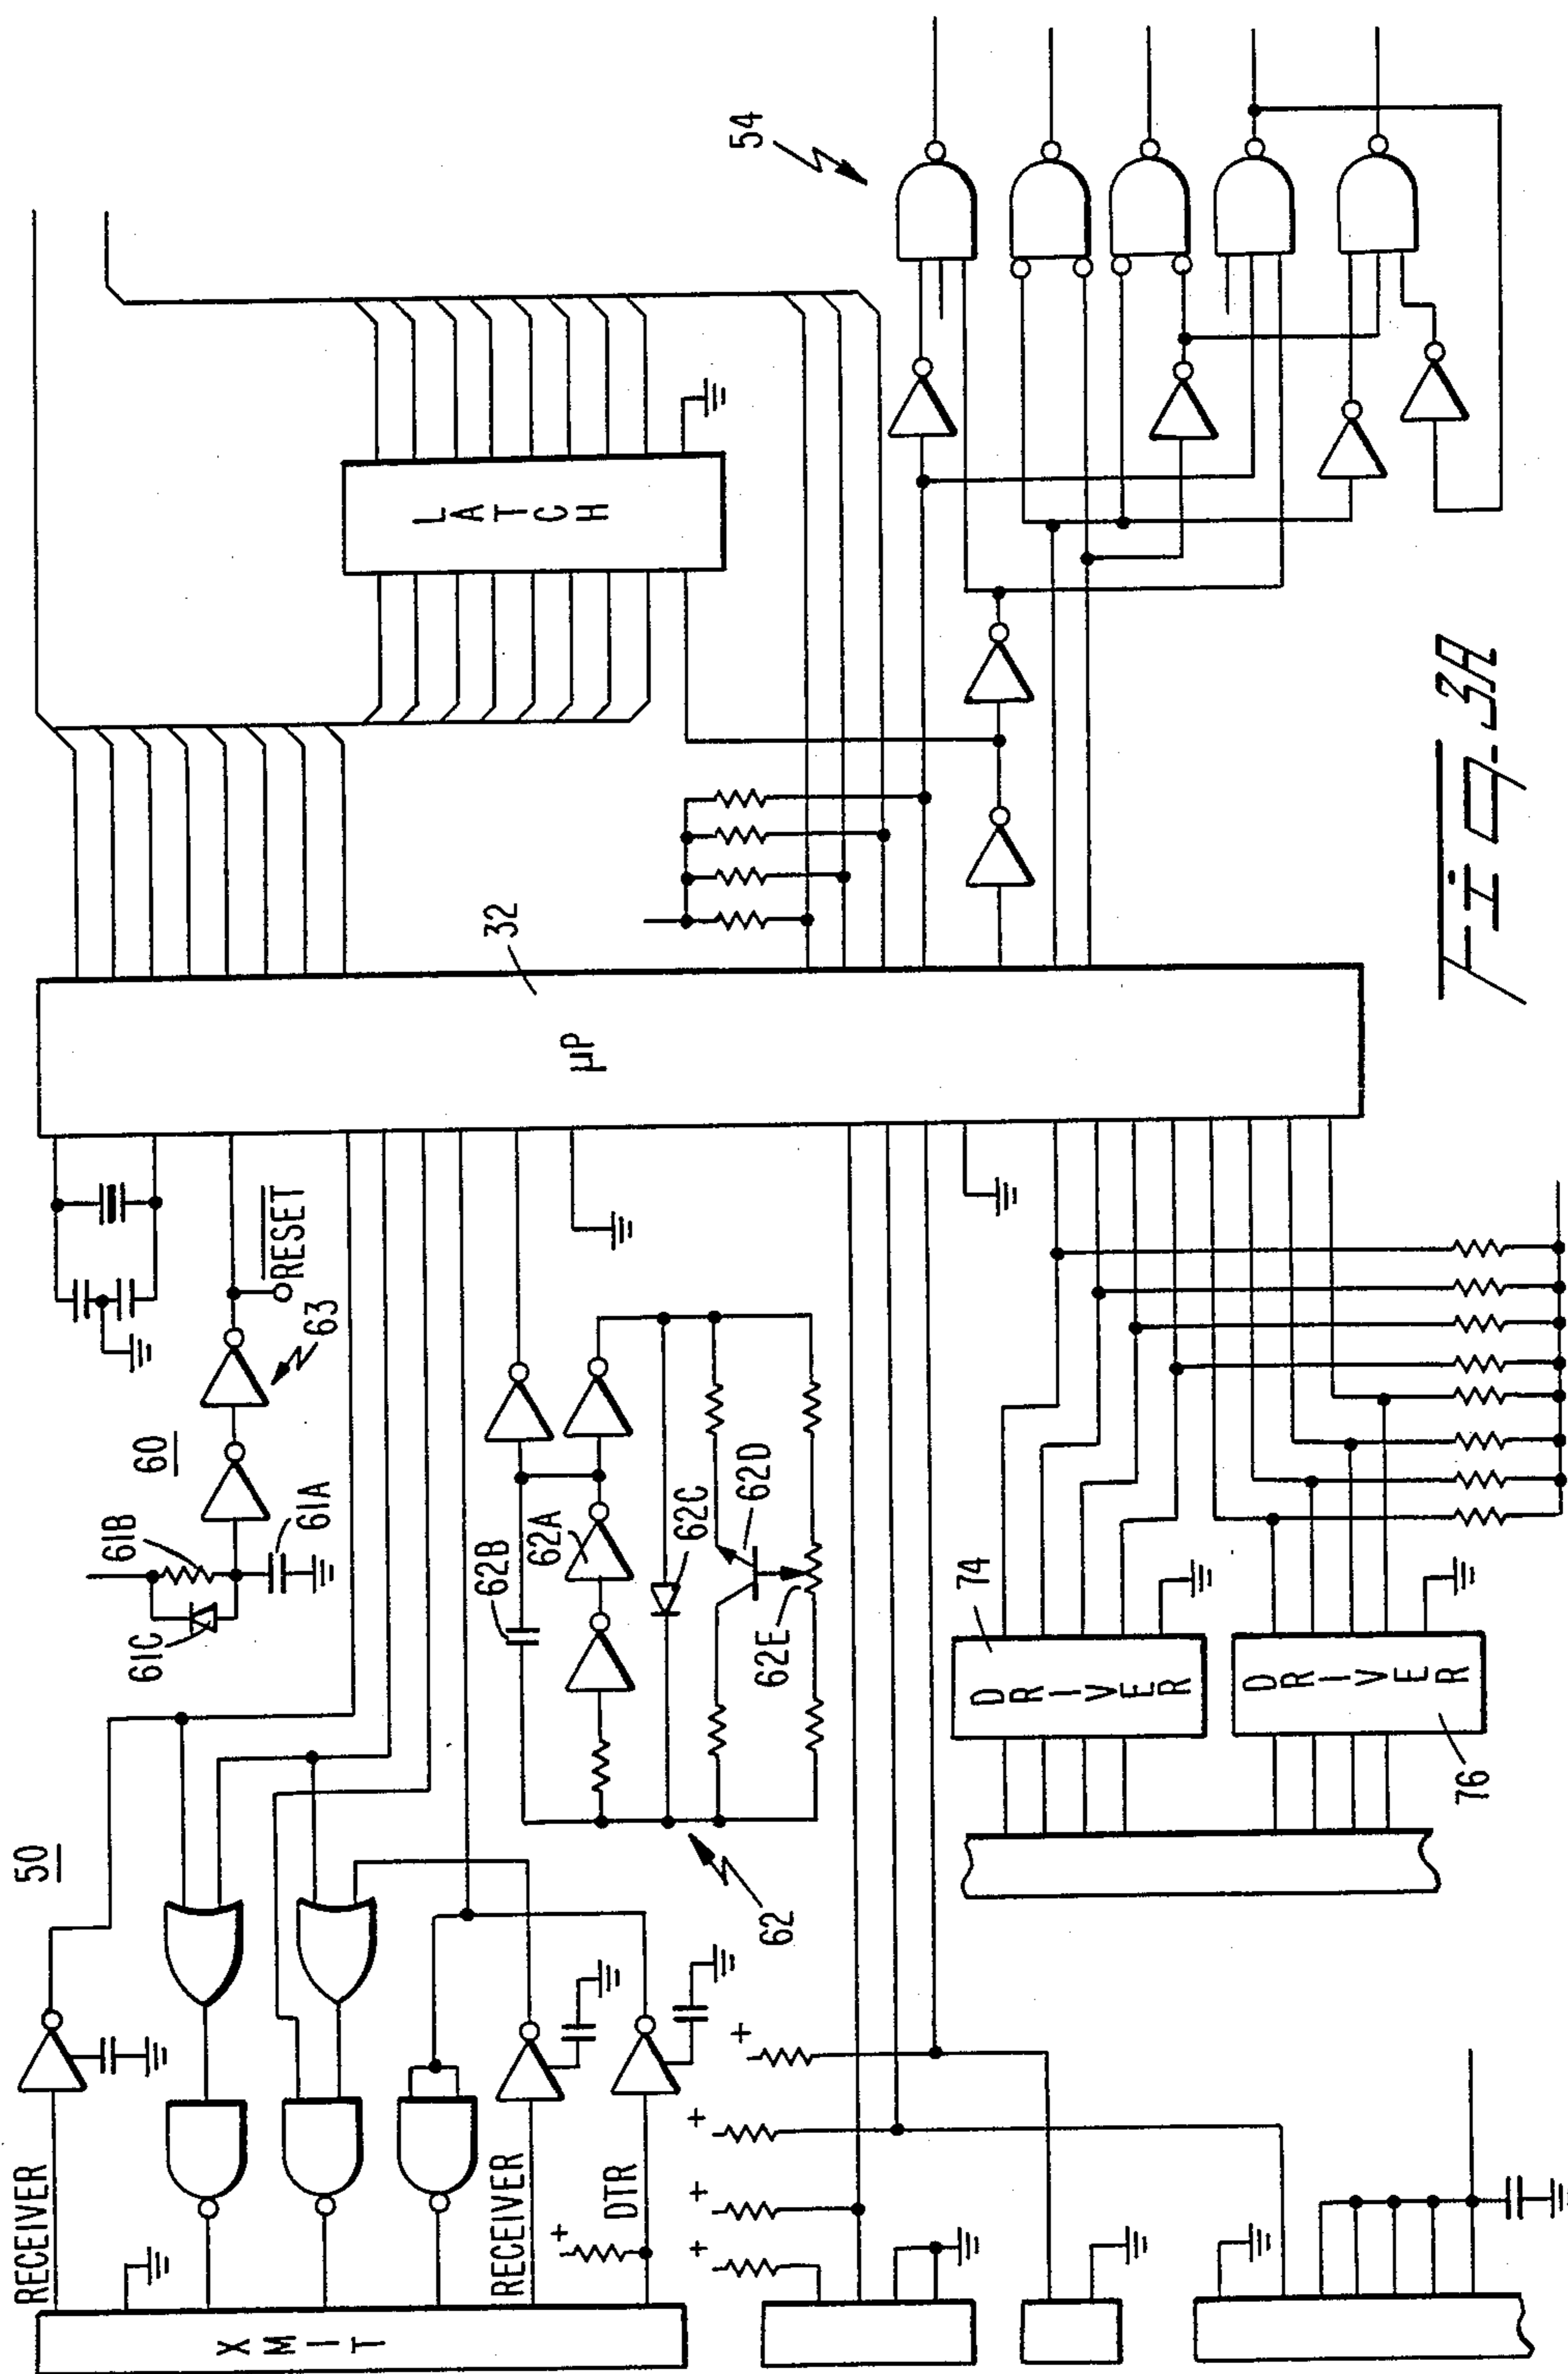 50
RECEIVER
XMIT
RECEIVER
DTR
60
61B
61C
61A
63
RESET
62B
62A
62C
62D
62E
62
µP
32
LATCH
54
74
DRIVER
DRIVER
76
+
+
+
+
+
Fig. 3A